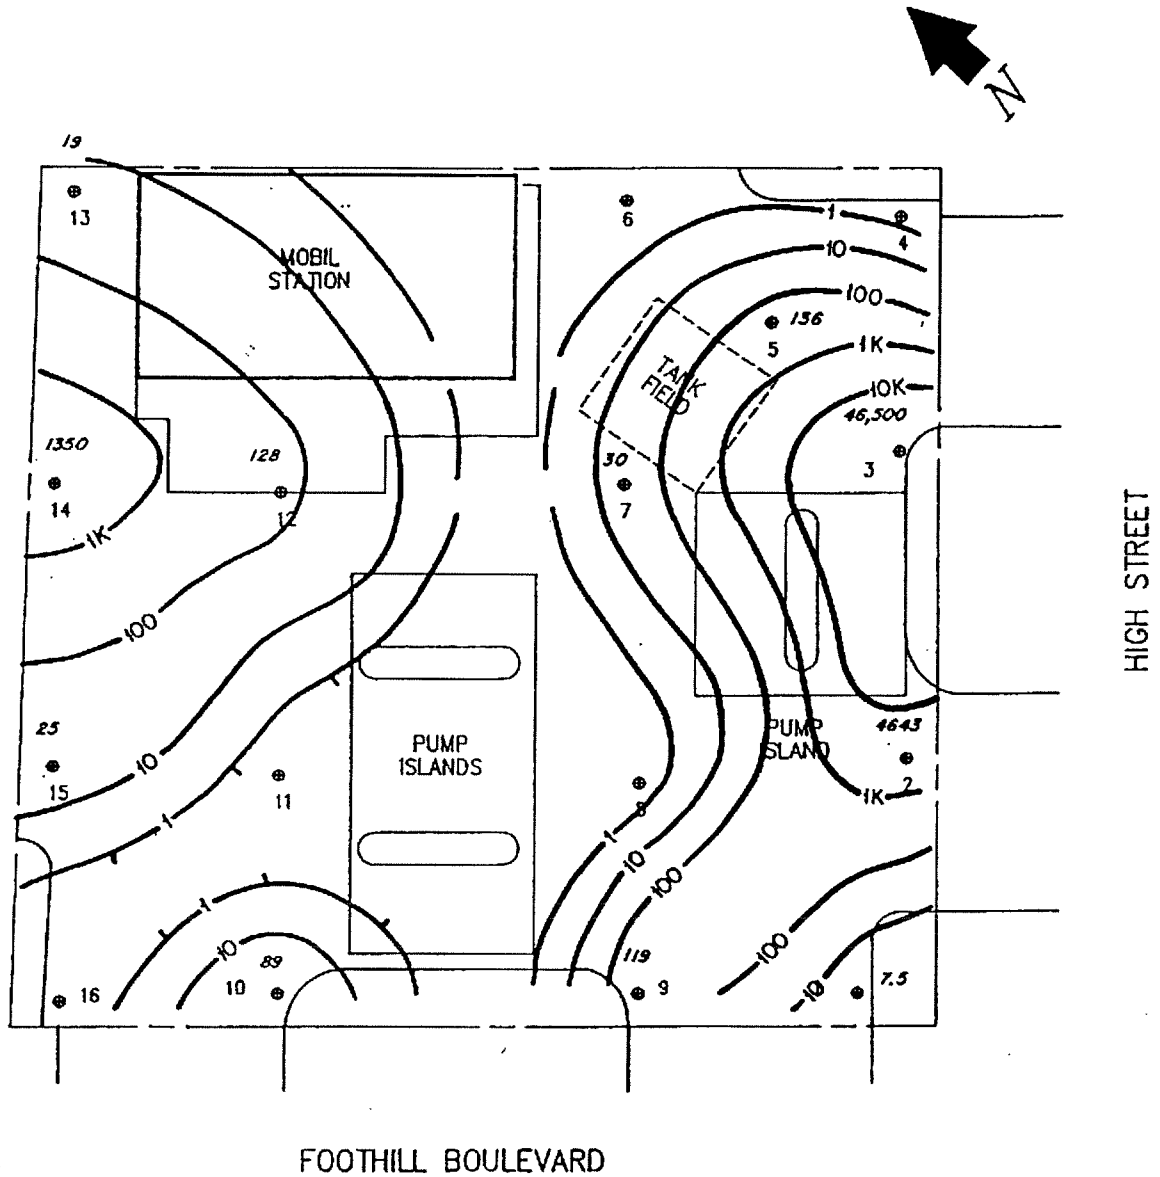 N
19
13
6
1
4
10
MOBIL
STATION
100
136
5
1K
TANK
FIELD
10K
46,500
1350
128
30
3
14
12
7
1K
100
HIGH STREET
25
4643
PUMP
ISLAND
10
PUMP
ISLANDS
15
11
2
1K
8
1
1
10
100
1
10
100
89
119
16
10
9
10
7.5
FOOTHILL BOULEVARD